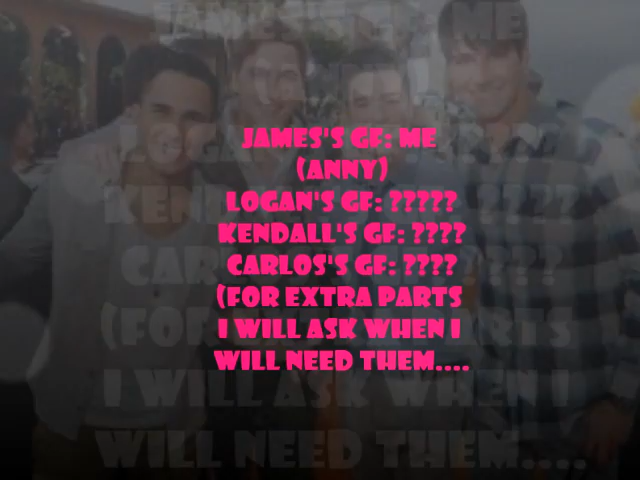 JAMES'S GF: ME
(ANNY)
LOGAN'S GF: ?????
KENDALL'S GF: ????
CARLOS'S GF: ????
(FOR EXTRA PARTS
I WILL ASK WHEN I
WILL NEED THEM....